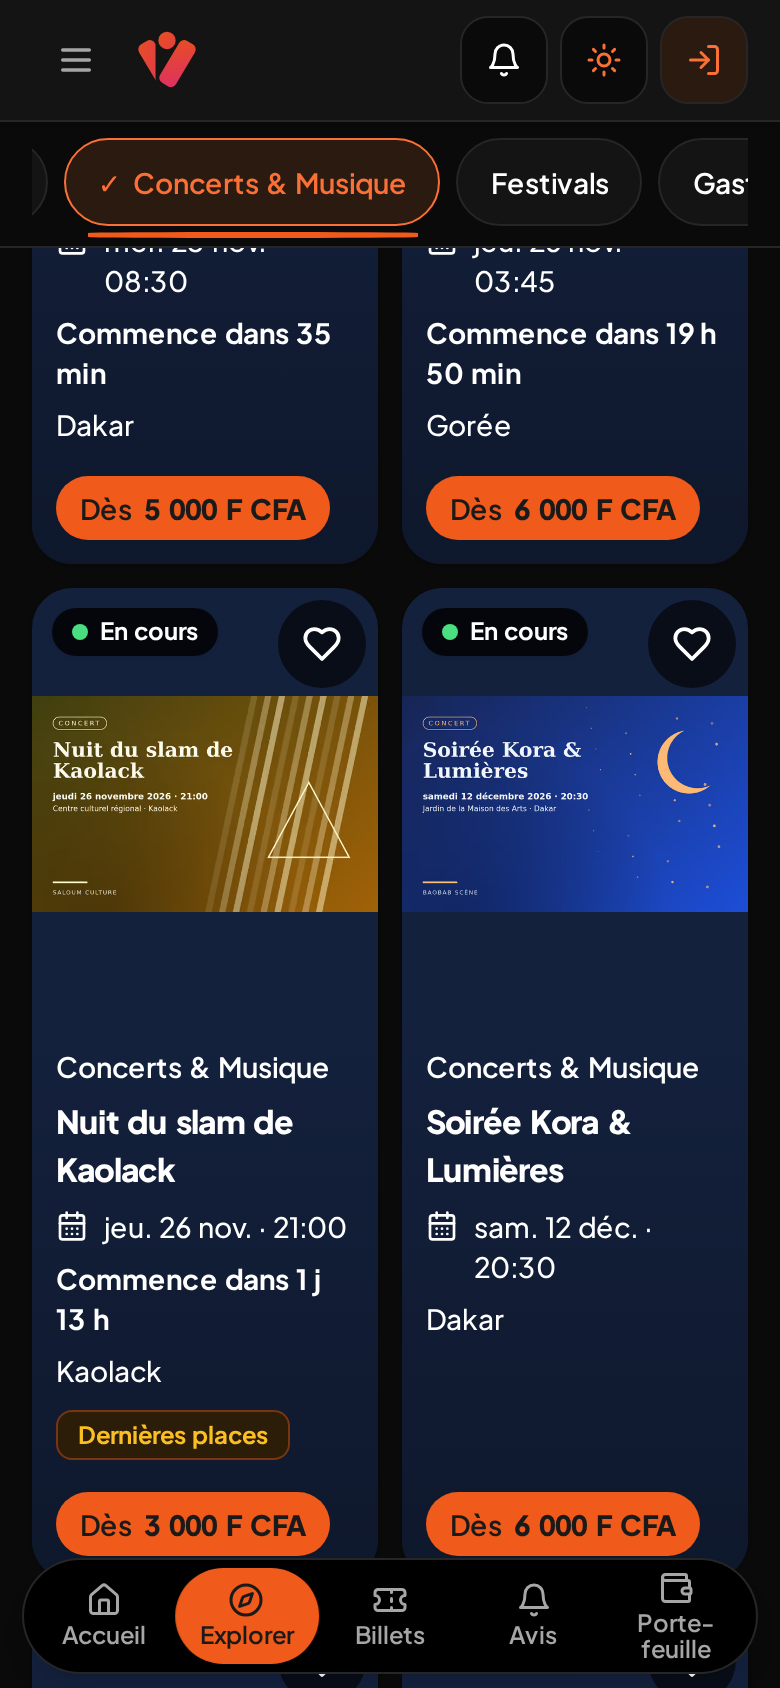 ✓ Concerts & Musique
Festivals
08:30
03:45
Commence dans 35
min
Commence dans 19 h
50 min
Dakar
Gorée
Dès 5 000 F CFA
Dès 6 000 F CFA
En cours
En cours
CONCERT
Nuit du slam de
Kaolack
jeudi 26 novembre 2026 · 21:00
Centre culturel régional · Kaolack
SALOUM CULTURE
CONCERT
Soirée Kora &
Lumières
samedi 12 décembre 2026 · 20:30
Jardin de la Maison des Arts · Dakar
BAOBAB SCÈNE
Concerts & Musique
Nuit du slam de
Kaolack
jeu. 26 nov. · 21:00
Commence dans 1 j
13 h
Kaolack
Dernières places
Dès 3 000 F CFA
Concerts & Musique
Soirée Kora &
Lumières
sam. 12 déc. ·
20:30
Dakar
Dès 6 000 F CFA
Accueil
Explorer
Billets
Avis
Porte-
feuille